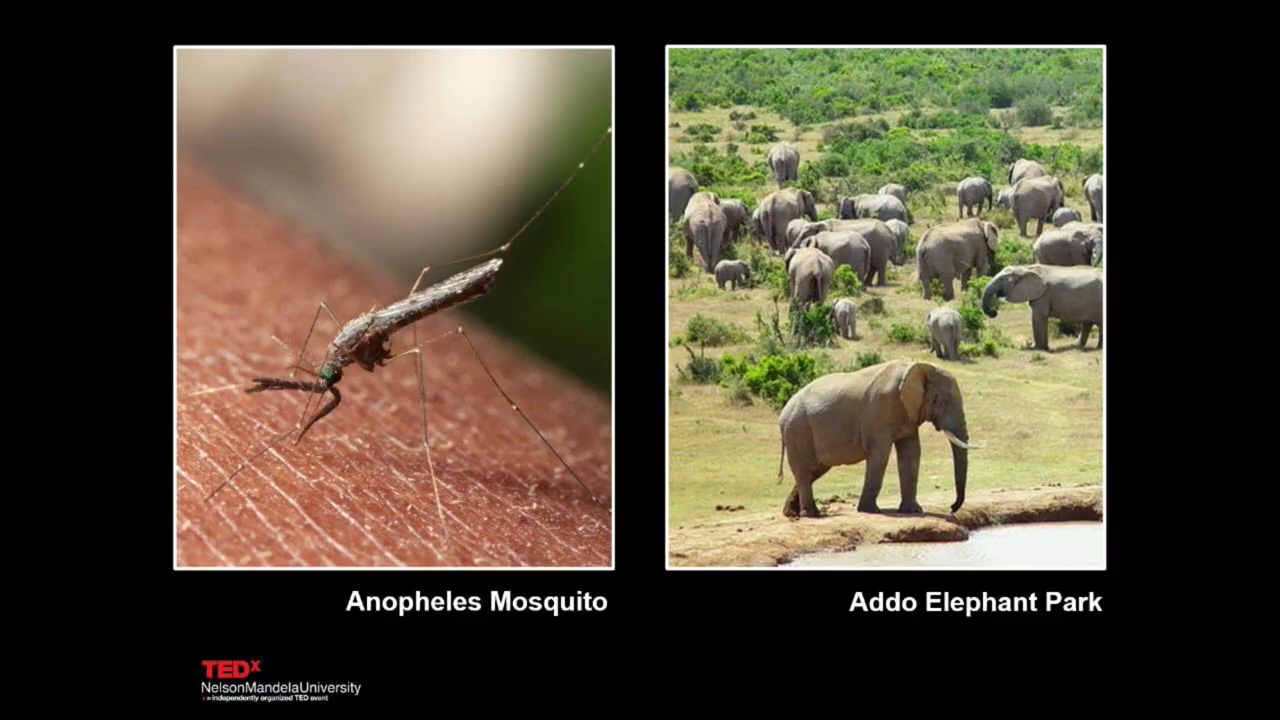 Anopheles Mosquito
Addo Elephant Park
TEDx
NelsonMandelaUniversity
x = independently organized TED event